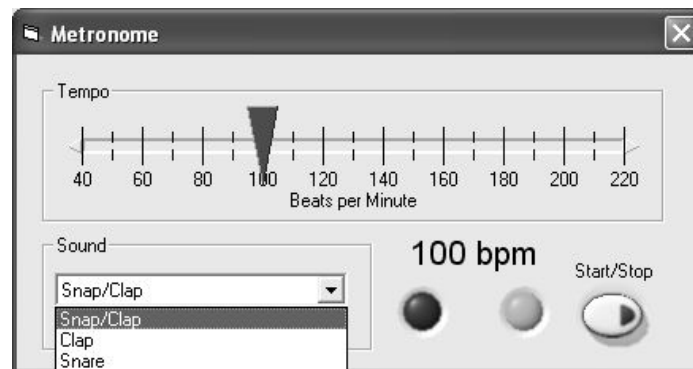 Metronome
Tempo
40 60 80 100 120 140 160 180 200 220
Beats per Minute
Sound
100 bpm
Start/Stop
Snap/Clap
Snap/Clap
Clap
Snare